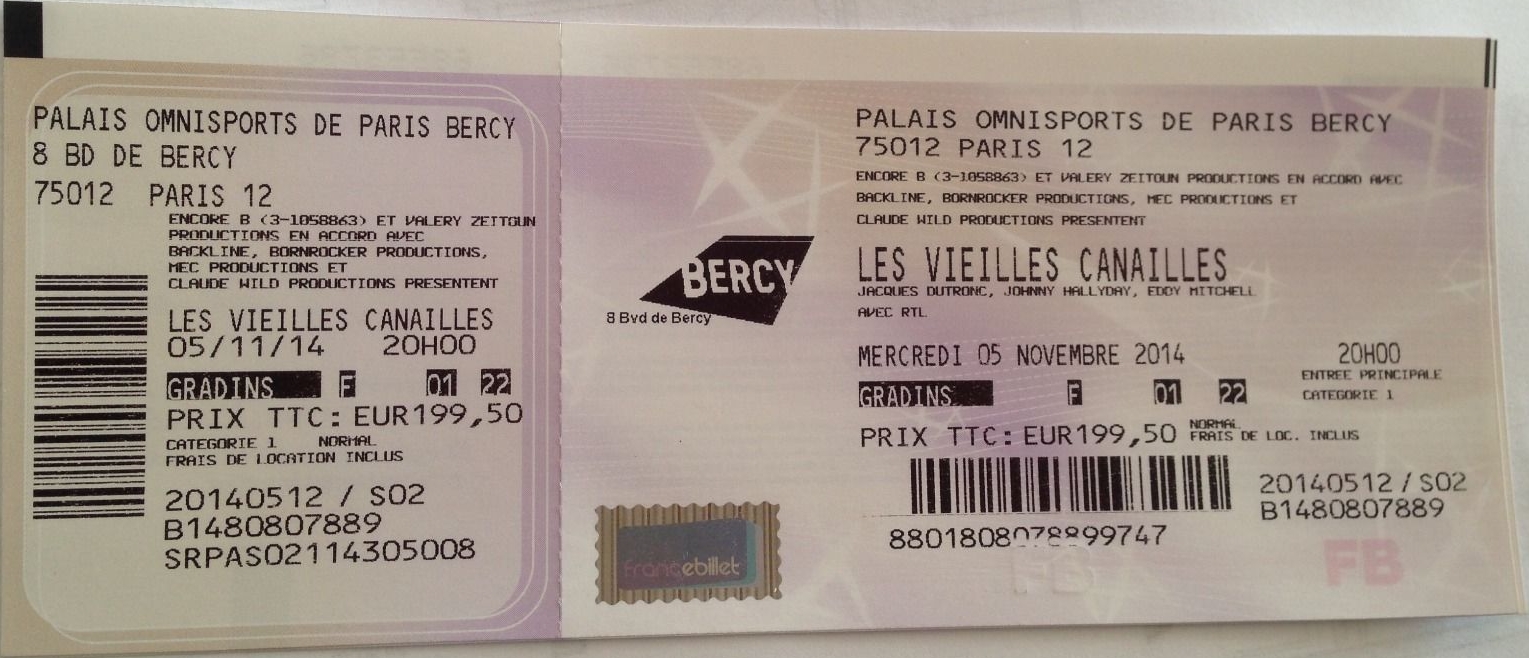 PALAIS OMNISPORTS DE PARIS BERCY
8 BD DE BERCY
75012 PARIS 12
ENCORE B (3-1058863) ET VALERY ZEITOUN
PRODUCTIONS EN ACCORD AVEC
BACKLINE, BORNROCKER PRODUCTIONS,
MEC PRODUCTIONS ET
CLAUDE WILD PRODUCTIONS PRESENTENT
LES VIEILLES CANAILLES
05/11/14 20H00
GRADINS F 01 22
PRIX TTC: EUR199,50
CATEGORIE 1 NORMAL
FRAIS DE LOCATION INCLUS
20140512 / S02
B1480807889
SRPAS02114305008
BERCY
8 Bvd de Bercy
francebillet
PALAIS OMNISPORTS DE PARIS BERCY
75012 PARIS 12
ENCORE B (3-1058863) ET VALERY ZEITOUN PRODUCTIONS EN ACCORD AVEC
BACKLINE, BORNROCKER PRODUCTIONS, MEC PRODUCTIONS ET
CLAUDE WILD PRODUCTIONS PRESENTENT
LES VIEILLES CANAILLES
JACQUES DUTRONC, JOHNNY HALLYDAY, EDDY MITCHELL
AVEC RTL
MERCREDI 05 NOVEMBRE 2014 20H00
ENTREE PRINCIPALE
GRADINS F 01 22 CATEGORIE 1
PRIX TTC: EUR199,50 NORMAL
FRAIS DE LOC. INCLUS
20140512 / S02
B1480807889
8801808078899747
FB FB